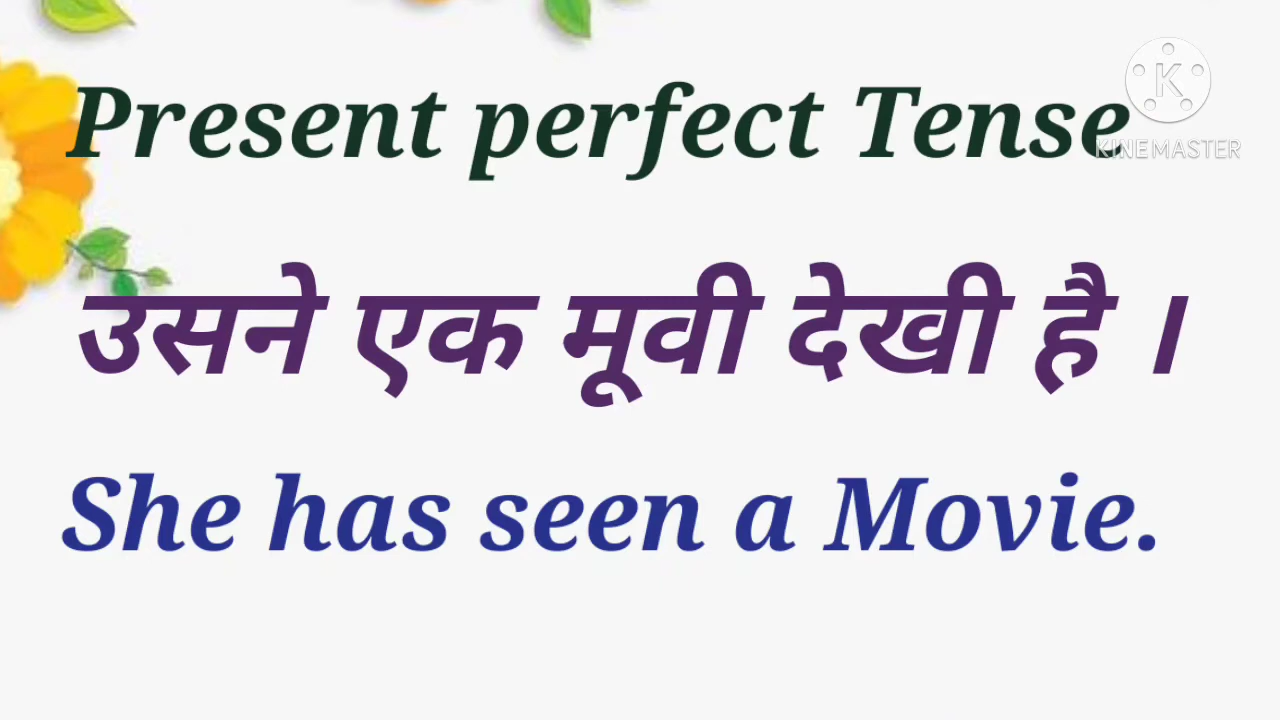 Present perfect Tense
K
KINEMASTER
उसने एक मूवी देखी है ।
She has seen a Movie.